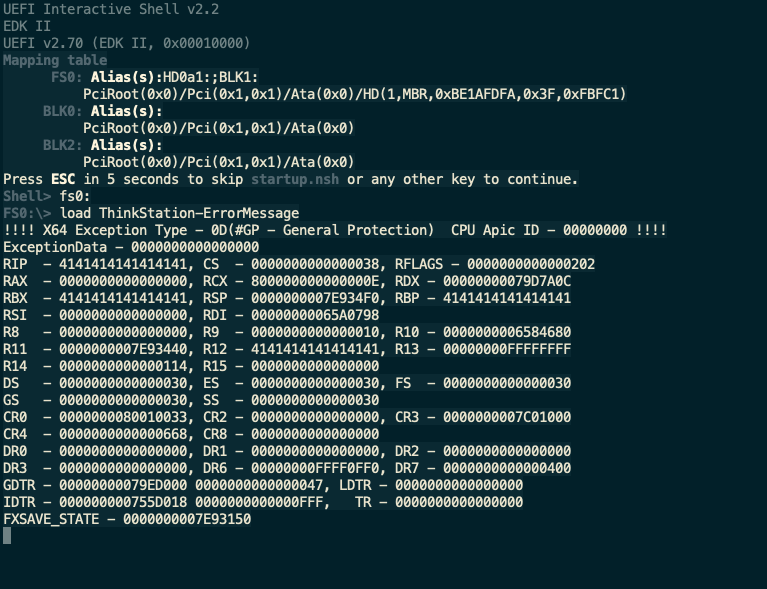 UEFI Interactive Shell v2.2
EDK II
UEFI v2.70 (EDK II, 0x00010000)
Mapping table
FS0: Alias(s):HD0a1:;BLK1:
PciRoot(0x0)/Pci(0x1,0x1)/Ata(0x0)/HD(1,MBR,0xBE1AFDFA,0x3F,0xFBFC1)
BLK0: Alias(s):
PciRoot(0x0)/Pci(0x1,0x1)/Ata(0x0)
BLK2: Alias(s):
PciRoot(0x0)/Pci(0x1,0x1)/Ata(0x0)
Press ESC in 5 seconds to skip startup.nsh or any other key to continue.
Shell> fs0:
FS0:\> load ThinkStation-ErrorMessage
!!!! X64 Exception Type - 0D(#GP - General Protection)  CPU Apic ID - 00000000 !!!!
ExceptionData - 0000000000000000
RIP  - 4141414141414141, CS  - 0000000000000038, RFLAGS - 0000000000000202
RAX  - 0000000000000000, RCX - 800000000000000E, RDX - 00000000079D7A0C
RBX  - 4141414141414141, RSP - 0000000007E934F0, RBP - 4141414141414141
RSI  - 0000000000000000, RDI - 00000000065A0798
R8   - 0000000000000000, R9  - 0000000000000010, R10 - 0000000006584680
R11  - 0000000007E93440, R12 - 4141414141414141, R13 - 00000000FFFFFFFF
R14  - 0000000000000114, R15 - 0000000000000000
DS   - 0000000000000030, ES  - 0000000000000030, FS  - 0000000000000030
GS   - 0000000000000030, SS  - 0000000000000030
CR0  - 0000000080010033, CR2 - 0000000000000000, CR3 - 0000000007C01000
CR4  - 0000000000000668, CR8 - 0000000000000000
DR0  - 0000000000000000, DR1 - 0000000000000000, DR2 - 0000000000000000
DR3  - 0000000000000000, DR6 - 00000000FFFF0FF0, DR7 - 0000000000000400
GDTR - 00000000079ED000 0000000000000047, LDTR - 0000000000000000
IDTR - 000000000755D018 0000000000000FFF,   TR - 0000000000000000
FXSAVE_STATE - 0000000007E93150